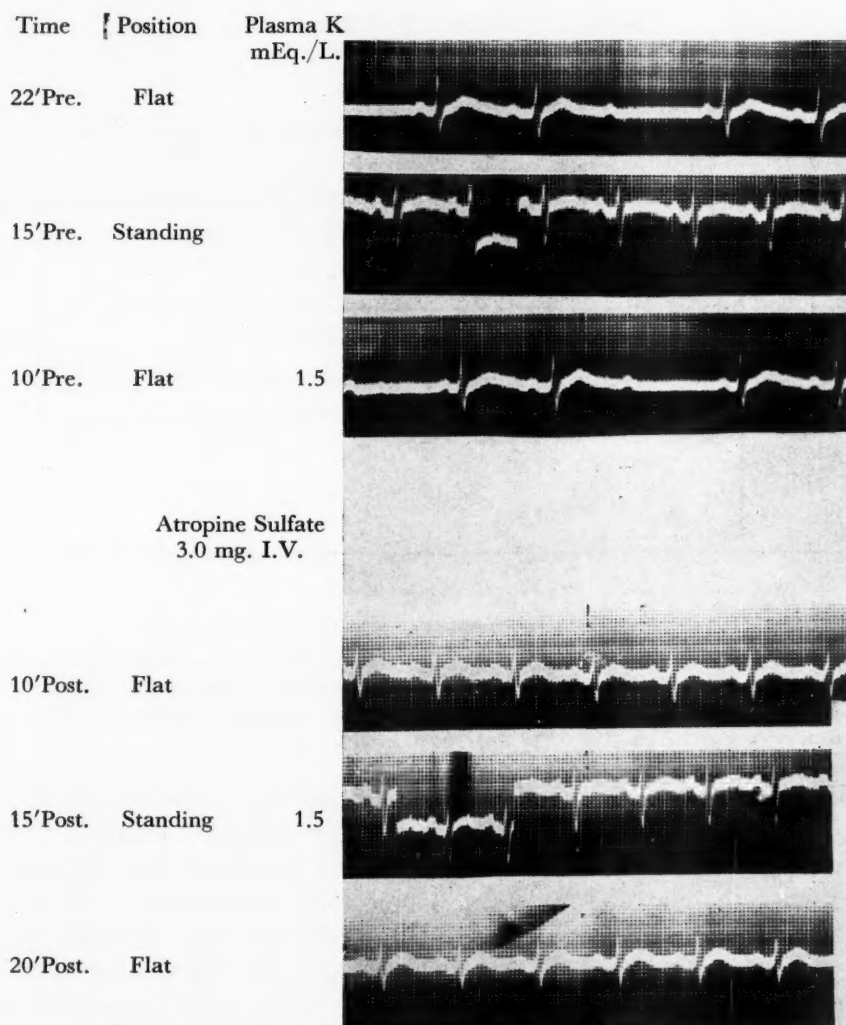 Time Position Plasma K
mEq./L.
22'Pre. Flat
15'Pre. Standing
10'Pre. Flat 1.5
Atropine Sulfate
3.0 mg. I.V.
10'Post. Flat
15'Post. Standing 1.5
20'Post. Flat